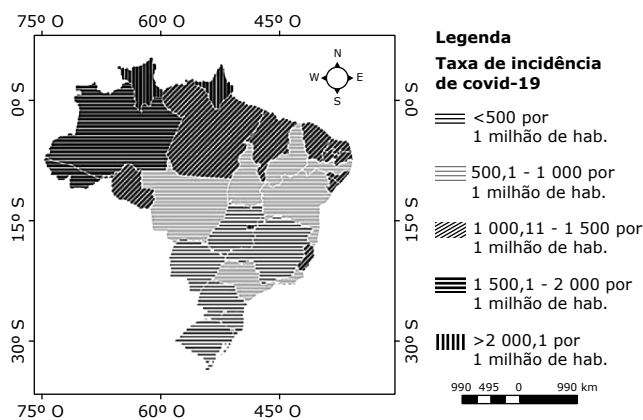 75º O 60º O 45º O
Legenda
Taxa de incidência
de covid-19
N
W E
S
0º S
15º S
30º S
<500 por
1 milhão de hab.
500,1 - 1 000 por
1 milhão de hab.
1 000,11 - 1 500 por
1 milhão de hab.
1 500,1 - 2 000 por
1 milhão de hab.
>2 000,1 por
1 milhão de hab.
990 495 0 990 km
75º O 60º O 45º O